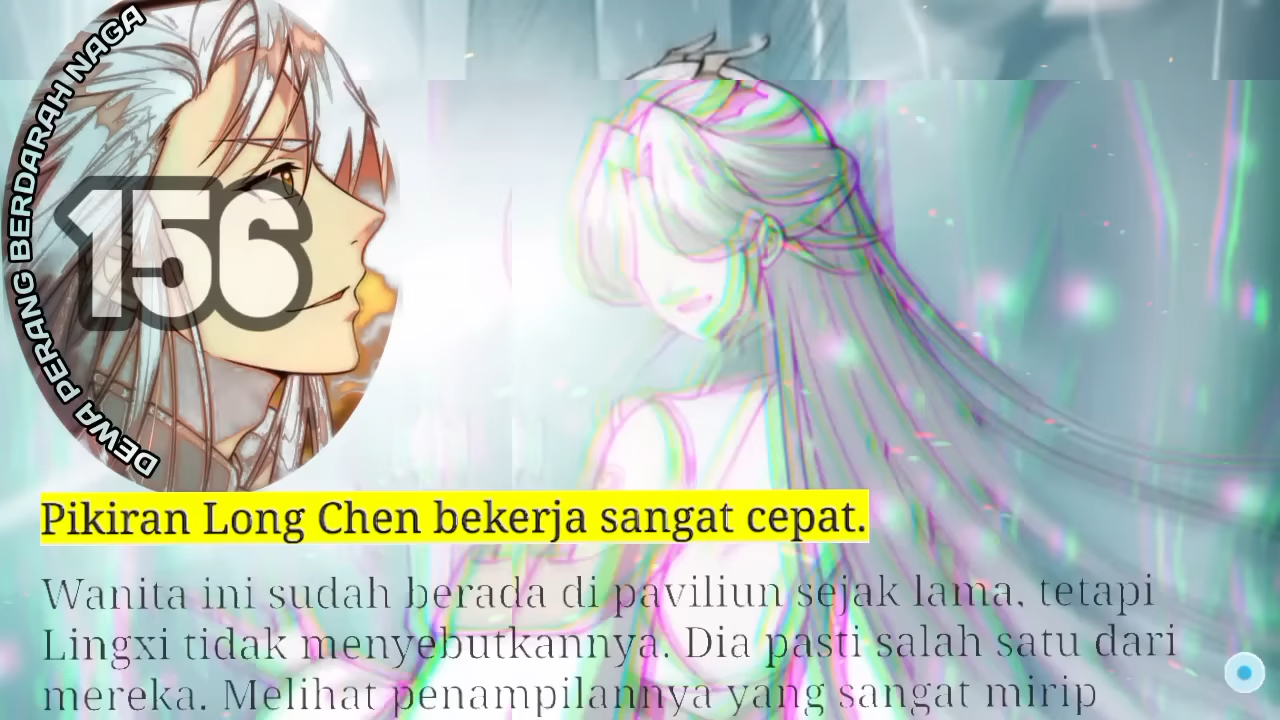 DEWA PERANG BERDARAH NAGA
156
Pikiran Long Chen bekerja sangat cepat.
Wanita ini sudah berada di paviliun sejak lama, tetapi
Lingxi tidak menyebutkannya. Dia pasti salah satu dari
mereka. Melihat penampilannya yang sangat mirip